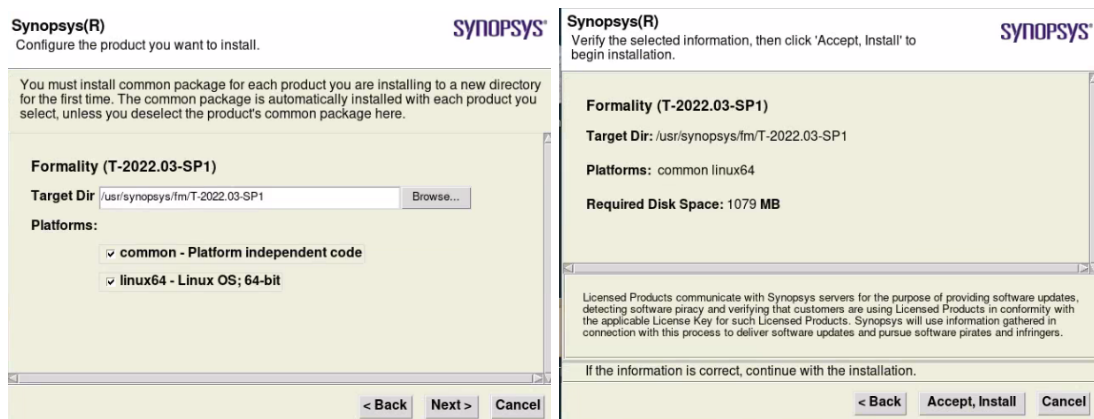 Synopsys(R)
Configure the product you want to install.
SYNOPSYS®
You must install common package for each product you are installing to a new directory
for the first time. The common package is automatically installed with each product you
select, unless you deselect the product's common package here.
Formality (T-2022.03-SP1)
Target Dir /usr/synopsys/fm/T-2022.03-SP1 Browse...
Platforms:
common - Platform independent code
linux64 - Linux OS; 64-bit
< Back Next > Cancel
Synopsys(R)
Verify the selected information, then click 'Accept, Install' to
begin installation.
SYNOPSYS®
Formality (T-2022.03-SP1)
Target Dir: /usr/synopsys/fm/T-2022.03-SP1
Platforms: common linux64
Required Disk Space: 1079 MB
Licensed Products communicate with Synopsys servers for the purpose of providing software updates,
detecting software piracy and verifying that customers are using Licensed Products in conformity with
the applicable License Key for such Licensed Products. Synopsys will use information gathered in
connection with this process to deliver software updates and pursue software pirates and infringers.
If the information is correct, continue with the installation.
< Back Accept, Install Cancel